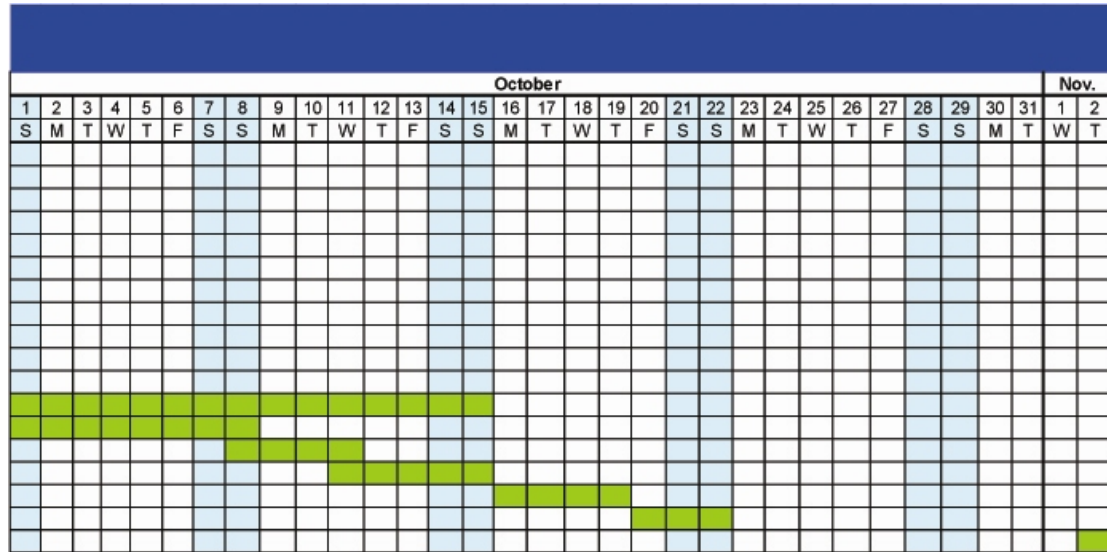 October Nov.
1 2 3 4 5 6 7 8 9 10 11 12 13 14 15 16 17 18 19 20 21 22 23 24 25 26 27 28 29 30 31 1 2
S M T W T F S S M T W T F S S M T W T F S S M T W T F S S M T W T